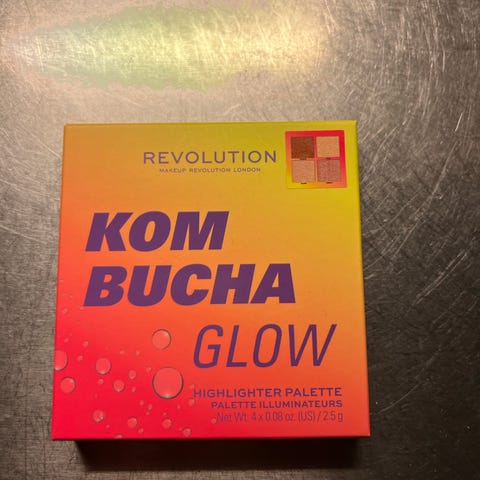 REVOLUTION
MAKEUP REVOLUTION LONDON
KOM
BUCHA
GLOW
HIGHLIGHTER PALETTE
PALETTE ILLUMINATEURS
Net Wt. 4 x 0.08 oz. (US) / 2.5 g